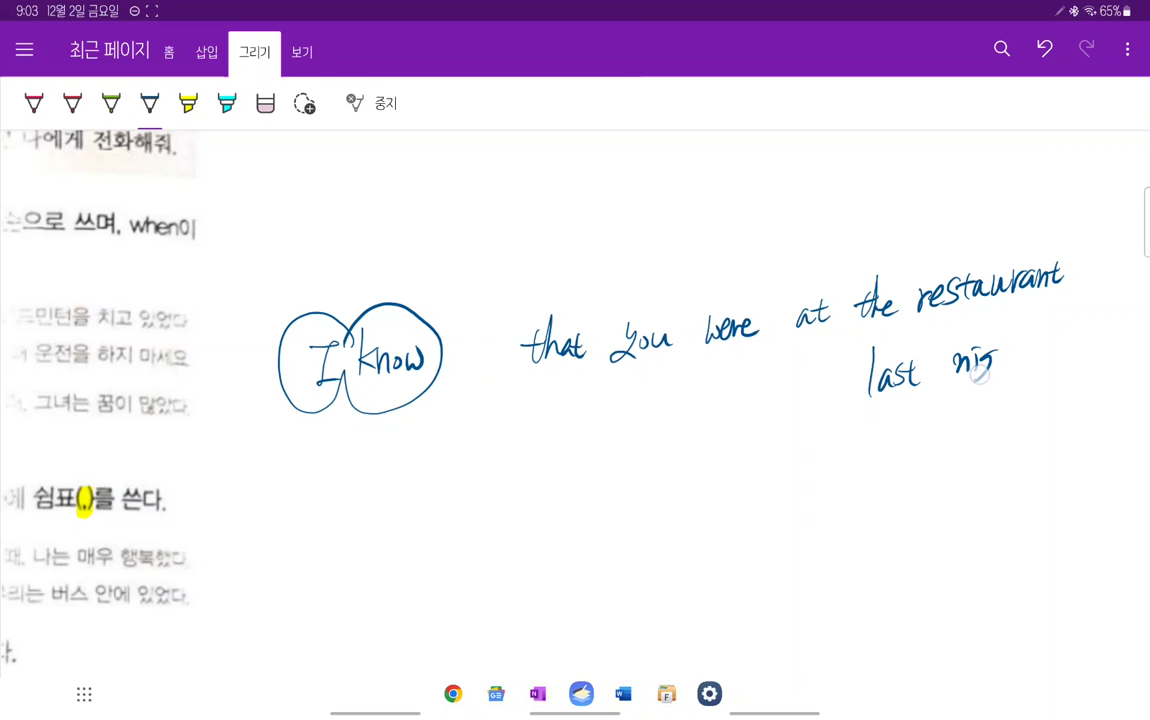 9:03 12월 2일 금요일
65%
최근 페이지 홈 삽입 그리기 보기
중지
나에게 전화해줘.
으로 쓰며, when이
드민턴을 치고 있었다
운전을 하지 마세요
그녀는 꿈이 많았다.
에 쉼표(,)를 쓴다.
때, 나는 매우 행복했다
리는 버스 안에 있었다.
다.
I know that you were at the restaurant
last nig